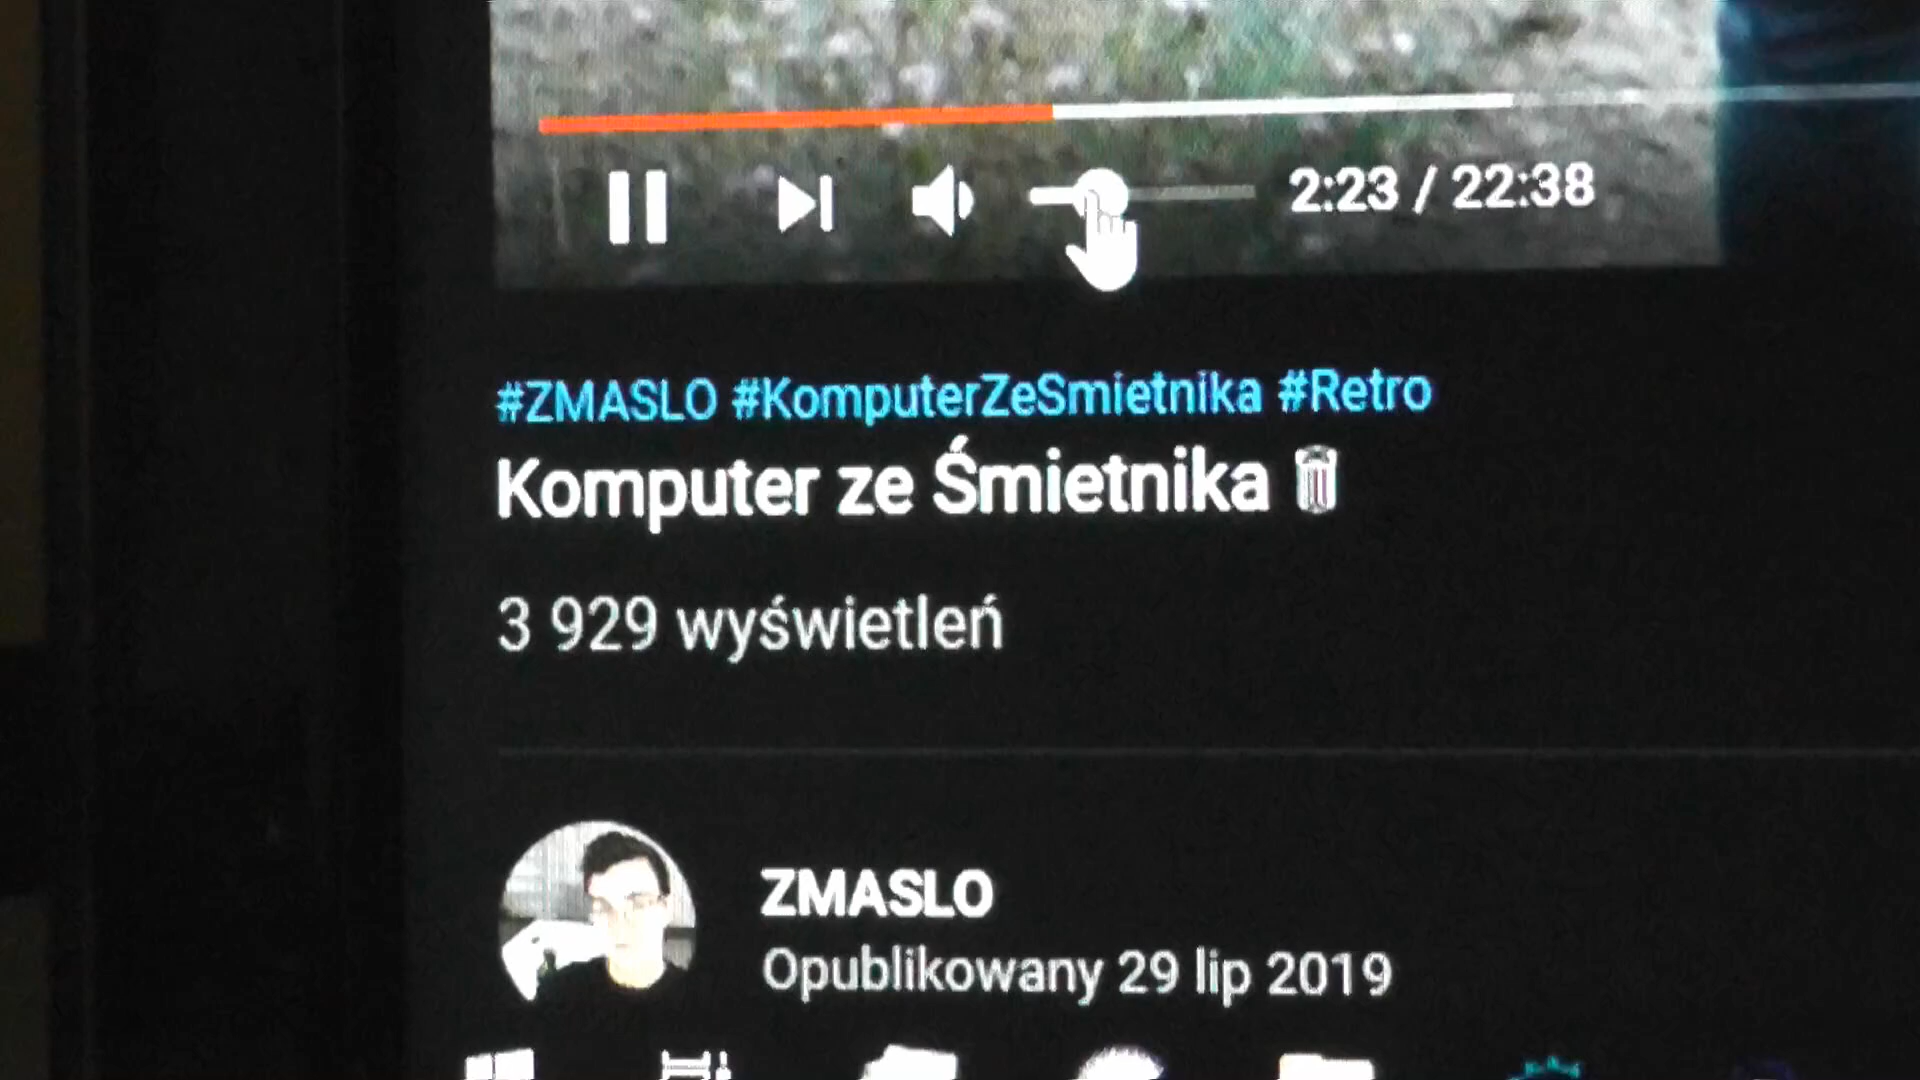 2:23 / 22:38
#ZMASLO #KomputerZeSmietnika #Retro
Komputer ze Śmietnika 🗑
3 929 wyświetleń
ZMASLO
Opublikowany 29 lip 2019